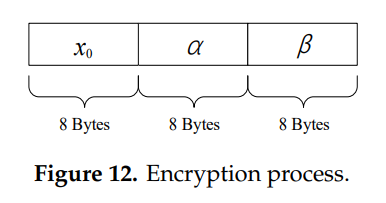 x₀ α β
8 Bytes 8 Bytes 8 Bytes
Figure 12. Encryption process.